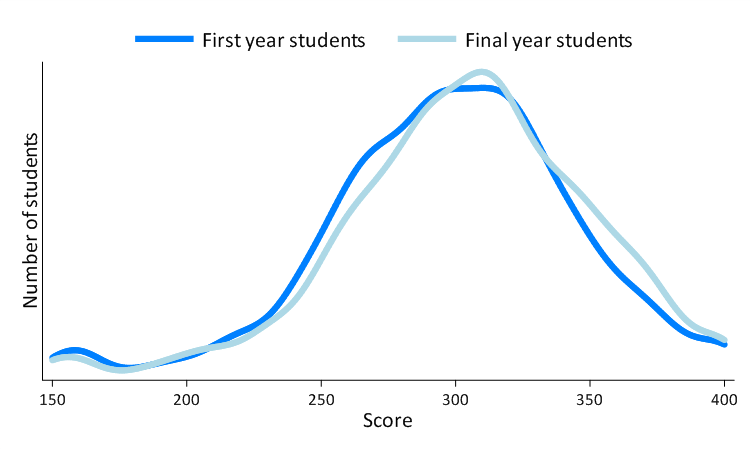 First year students Final year students
Number of students
150 200 250 300 350 400
Score